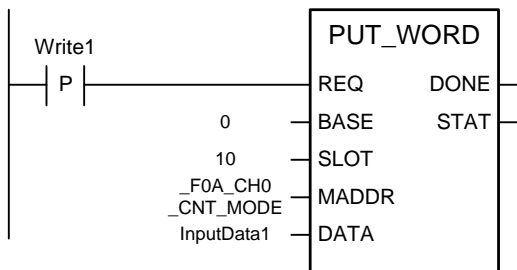 Write1
P
PUT_WORD
REQ DONE
0 BASE STAT
10 SLOT
_F0A_CH0
_CNT_MODE MADDR
InputData1 DATA